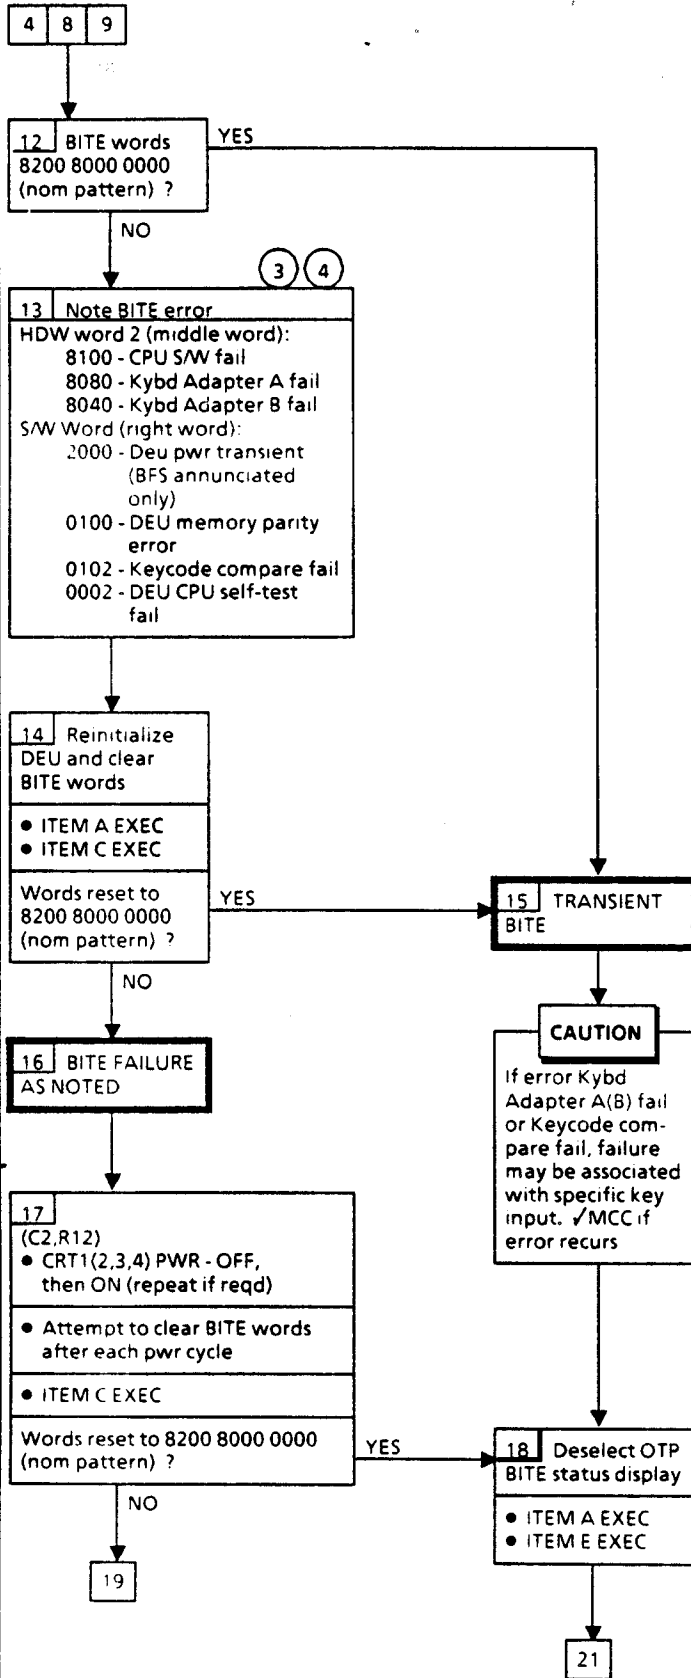 4 8 9
12 BITE words
8200 8000 0000
(nom pattern) ?
YES
NO
3 4
13 Note BITE error
HDW word 2 (middle word):
8100 - CPU S/W fail
8080 - Kybd Adapter A fail
8040 - Kybd Adapter B fail
S/W Word (right word):
2000 - Deu pwr transient
(BFS annunciated
only)
0100 - DEU memory parity
error
0102 - Keycode compare fail
0002 - DEU CPU self-test
fail
14 Reinitialize
DEU and clear
BITE words
• ITEM A EXEC
• ITEM C EXEC
Words reset to
8200 8000 0000
(nom pattern) ?
YES
NO
15 TRANSIENT
BITE
CAUTION
If error Kybd
Adapter A(B) fail
or Keycode com-
pare fail, failure
may be associated
with specific key
input. ✓MCC if
error recurs
16 BITE FAILURE
AS NOTED
17
(C2,R12)
• CRT1(2,3,4) PWR - OFF,
then ON (repeat if reqd)
• Attempt to clear BITE words
after each pwr cycle
• ITEM C EXEC
Words reset to 8200 8000 0000
(nom pattern) ?
YES
NO
18 Deselect OTP
BITE status display
• ITEM A EXEC
• ITEM E EXEC
19
21